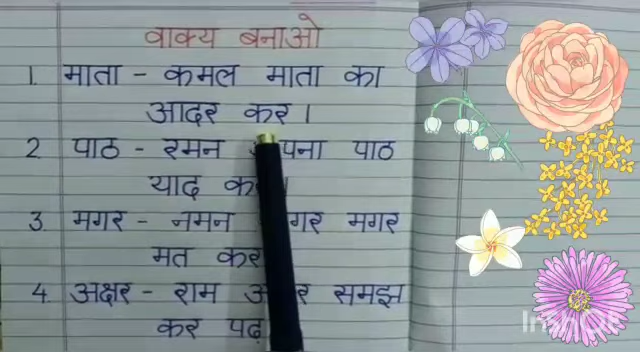 वाक्य बनाओ
1. माता - कमल माता का
आदर कर।
2. पाठ - रमन पाठ
याद
3. मगर - नमन मगर
मत कर
4. अक्षर - राम समझ
कर पढ़
InShOt